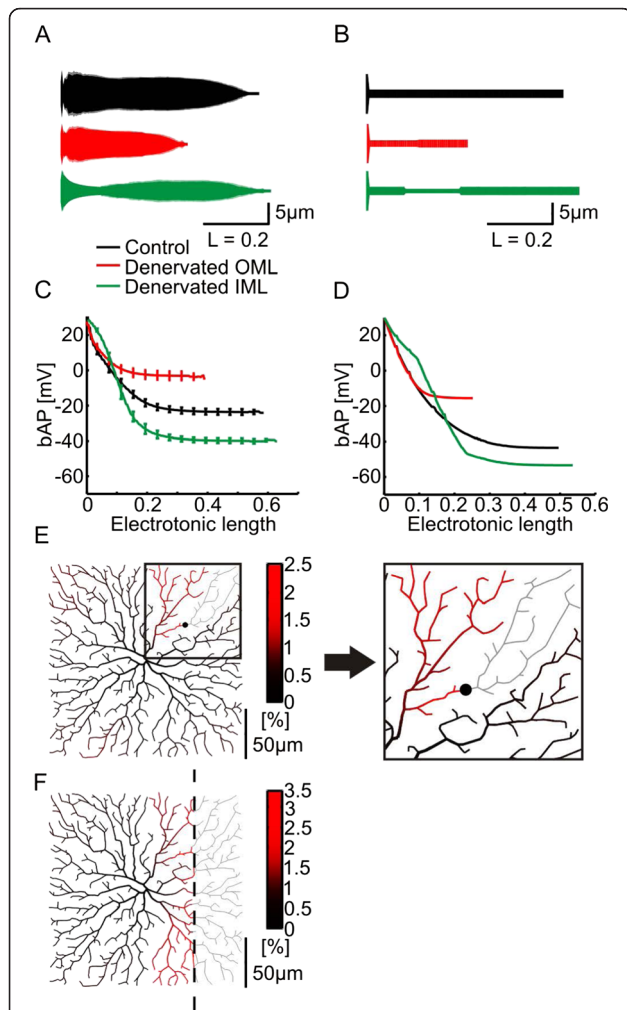 A
B
5μm
L = 0.2
5μm
L = 0.2
Control
Denervated OML
Denervated IML
C
D
20
0
-20
-40
-60
bAP [mV]
0 0.2 0.4 0.6
Electrotonic length
20
0
-20
-40
-60
bAP [mV]
0 0.1 0.2 0.3 0.4 0.5 0.6
Electrotonic length
E
2.5
2
1.5
1
0.5
0
[%]
50μm
F
3.5
3
2.5
2
1.5
1
0.5
0
[%]
50μm